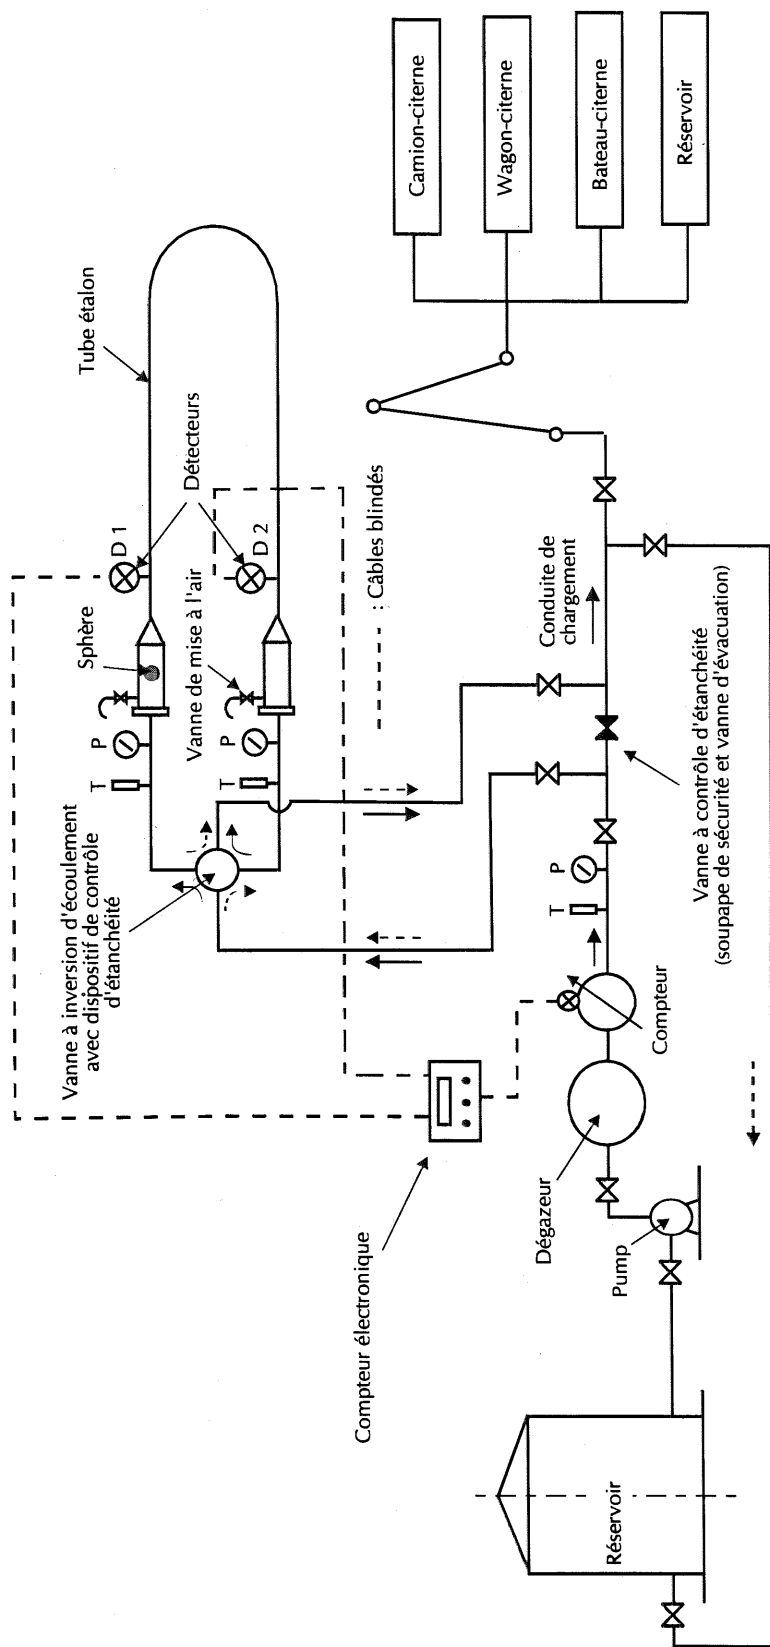 Camion-citerne
Wagon-citerne
Bateau-citerne
Réservoir
Tube étalon
Détecteurs
D 1
D 2
Sphère
Vanne de mise à l'air
: Câbles blindés
P
T
P
T
Vanne à inversion d'écoulement
avec dispositif de contrôle
d'étanchéité
Conduite de
chargement
Vanne à contrôle d'étanchéité
(soupape de sécurité et vanne d'évacuation)
P
T
Compteur
Compteur électronique
Dégazeur
Pump
Réservoir